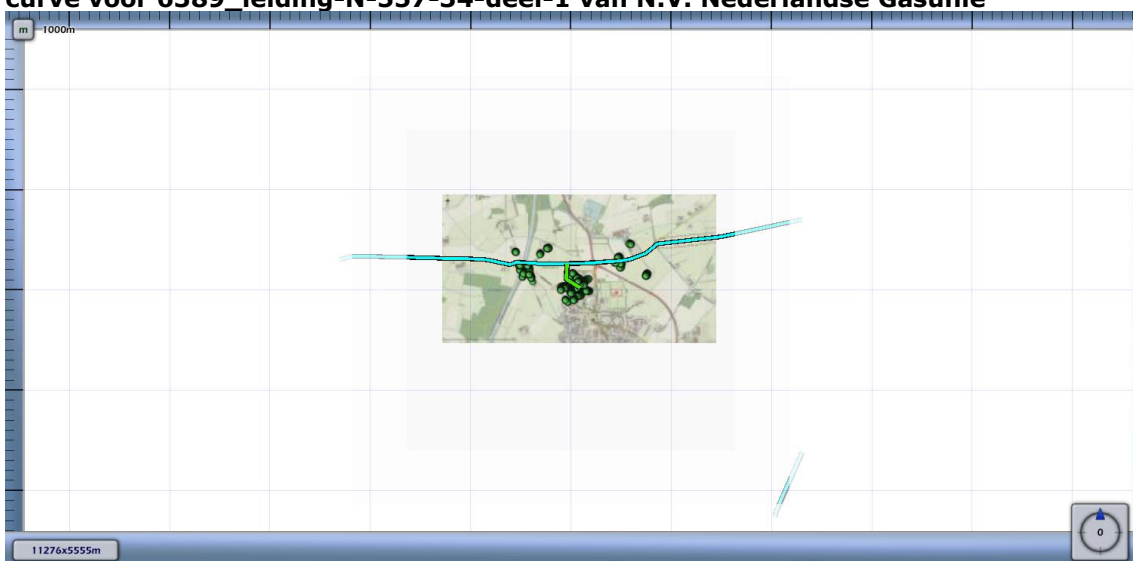 curve voor 6389_leiding-N-557-54-deel-1 van N.V. Nederlandse Gasunie
m 1000m
11276x5555m
0